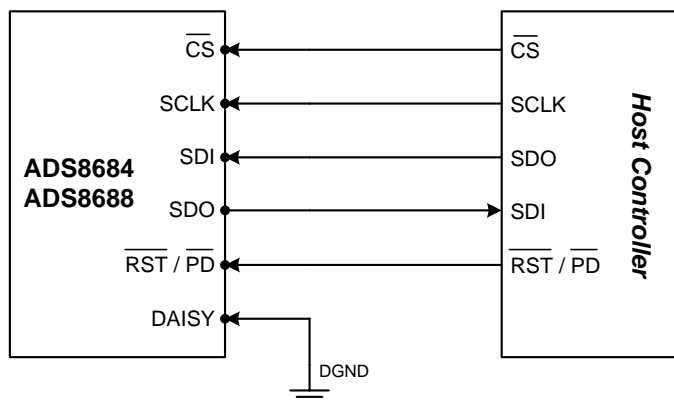 CS
SCLK
SDI
SDO
RST / PD
DAISY
ADS8684
ADS8688
CS
SCLK
SDO
SDI
RST / PD
Host Controller
DGND